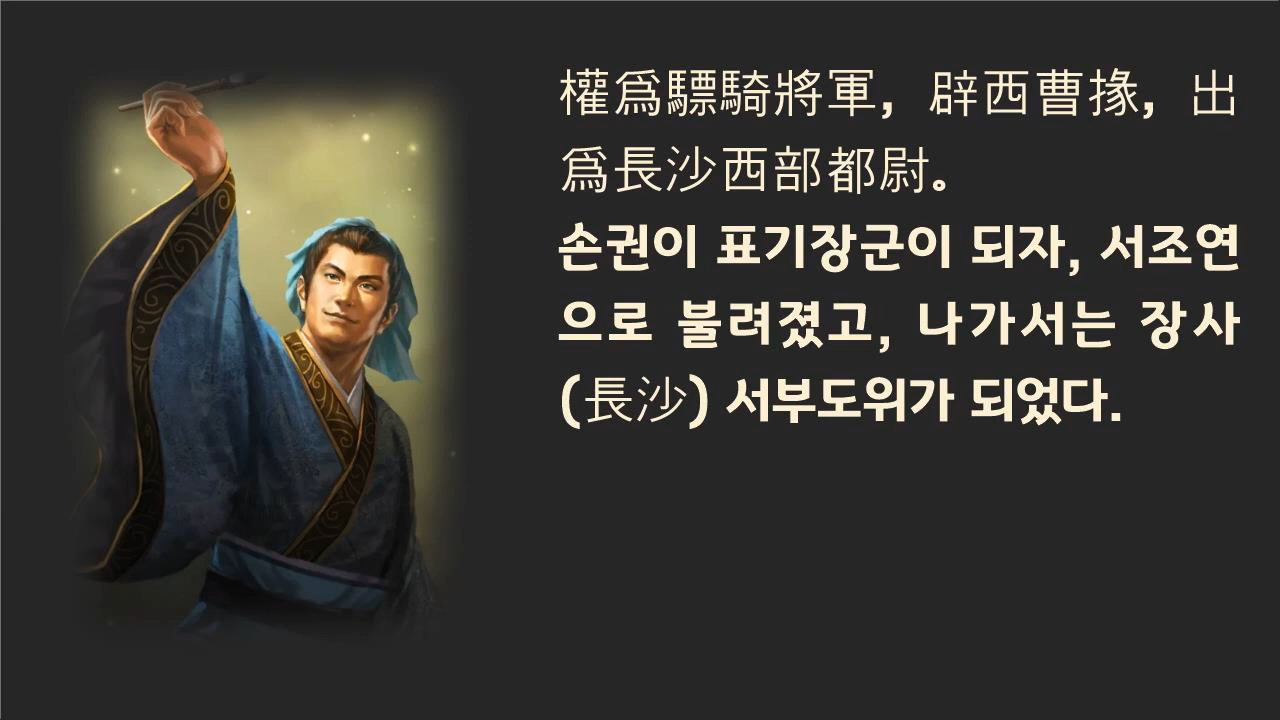 權爲驃騎將軍, 辟西曹掾, 出
爲長沙西部都尉。
손권이 표기장군이 되자, 서조연
으로 불려졌고, 나가서는 장사
(長沙) 서부도위가 되었다.